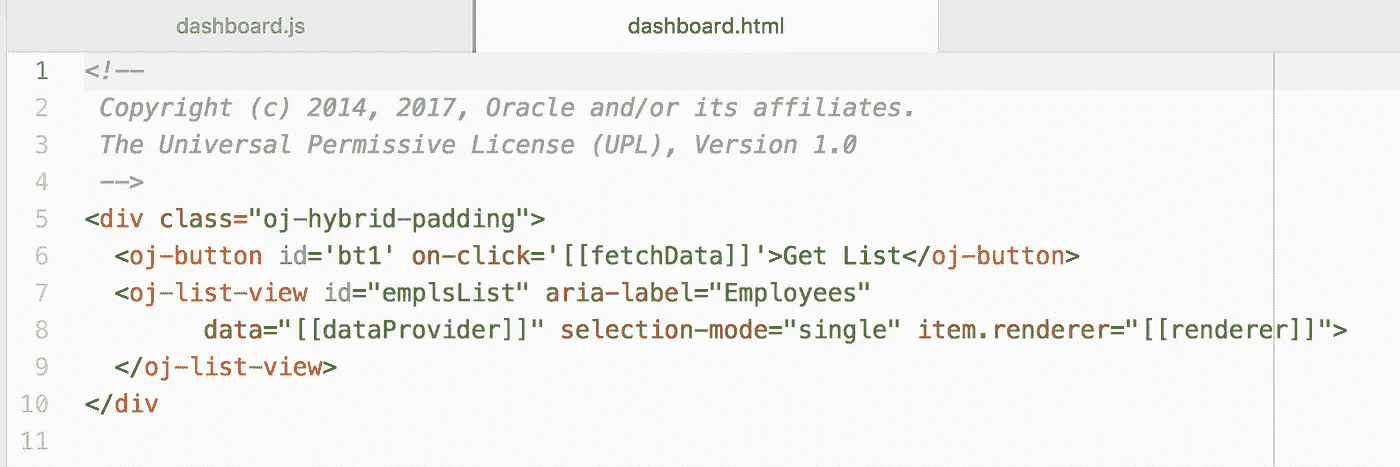 dashboard.js
dashboard.html
1 <!--
2 Copyright (c) 2014, 2017, Oracle and/or its affiliates.
3 The Universal Permissive License (UPL), Version 1.0
4 -->
5 <div class="oj-hybrid-padding">
6 <oj-button id='bt1' on-click='[[fetchData]]'>Get List</oj-button>
7 <oj-list-view id="emplsList" aria-label="Employees"
8 data="[[dataProvider]]" selection-mode="single" item.renderer="[[renderer]]">
9 </oj-list-view>
10 </div
11